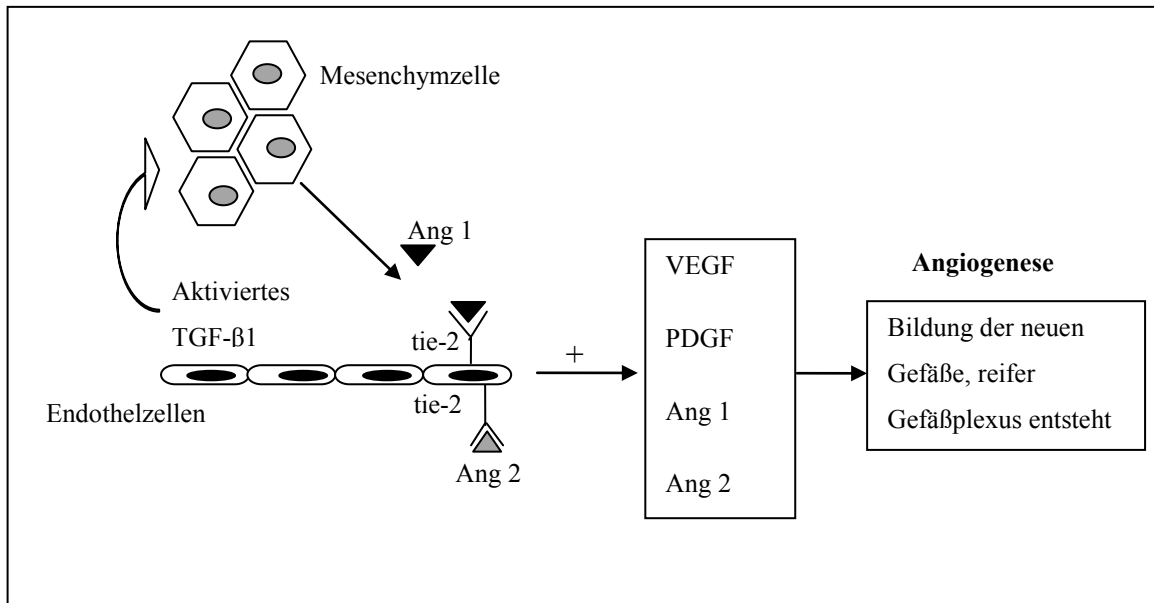 Mesenchymzelle
Ang 1
Aktiviertes
TGF-β1
tie-2
tie-2
Endothelzellen
Ang 2
+
VEGF
PDGF
Ang 1
Ang 2
Angiogenese
Bildung der neuen
Gefäße, reifer
Gefäßplexus entsteht